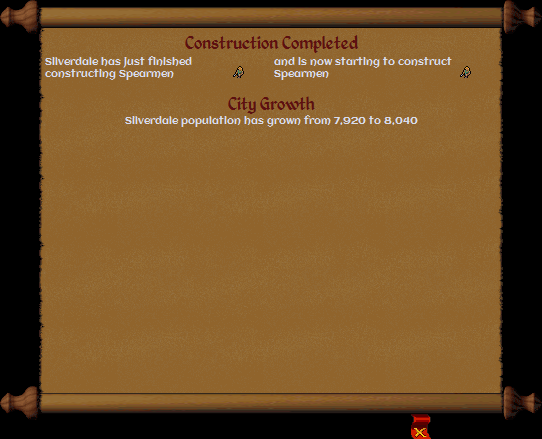 Construction Completed
Silverdale has just finished
constructing Spearmen
and is now starting to construct
Spearmen
City Growth
Silverdale population has grown from 7,920 to 8,040